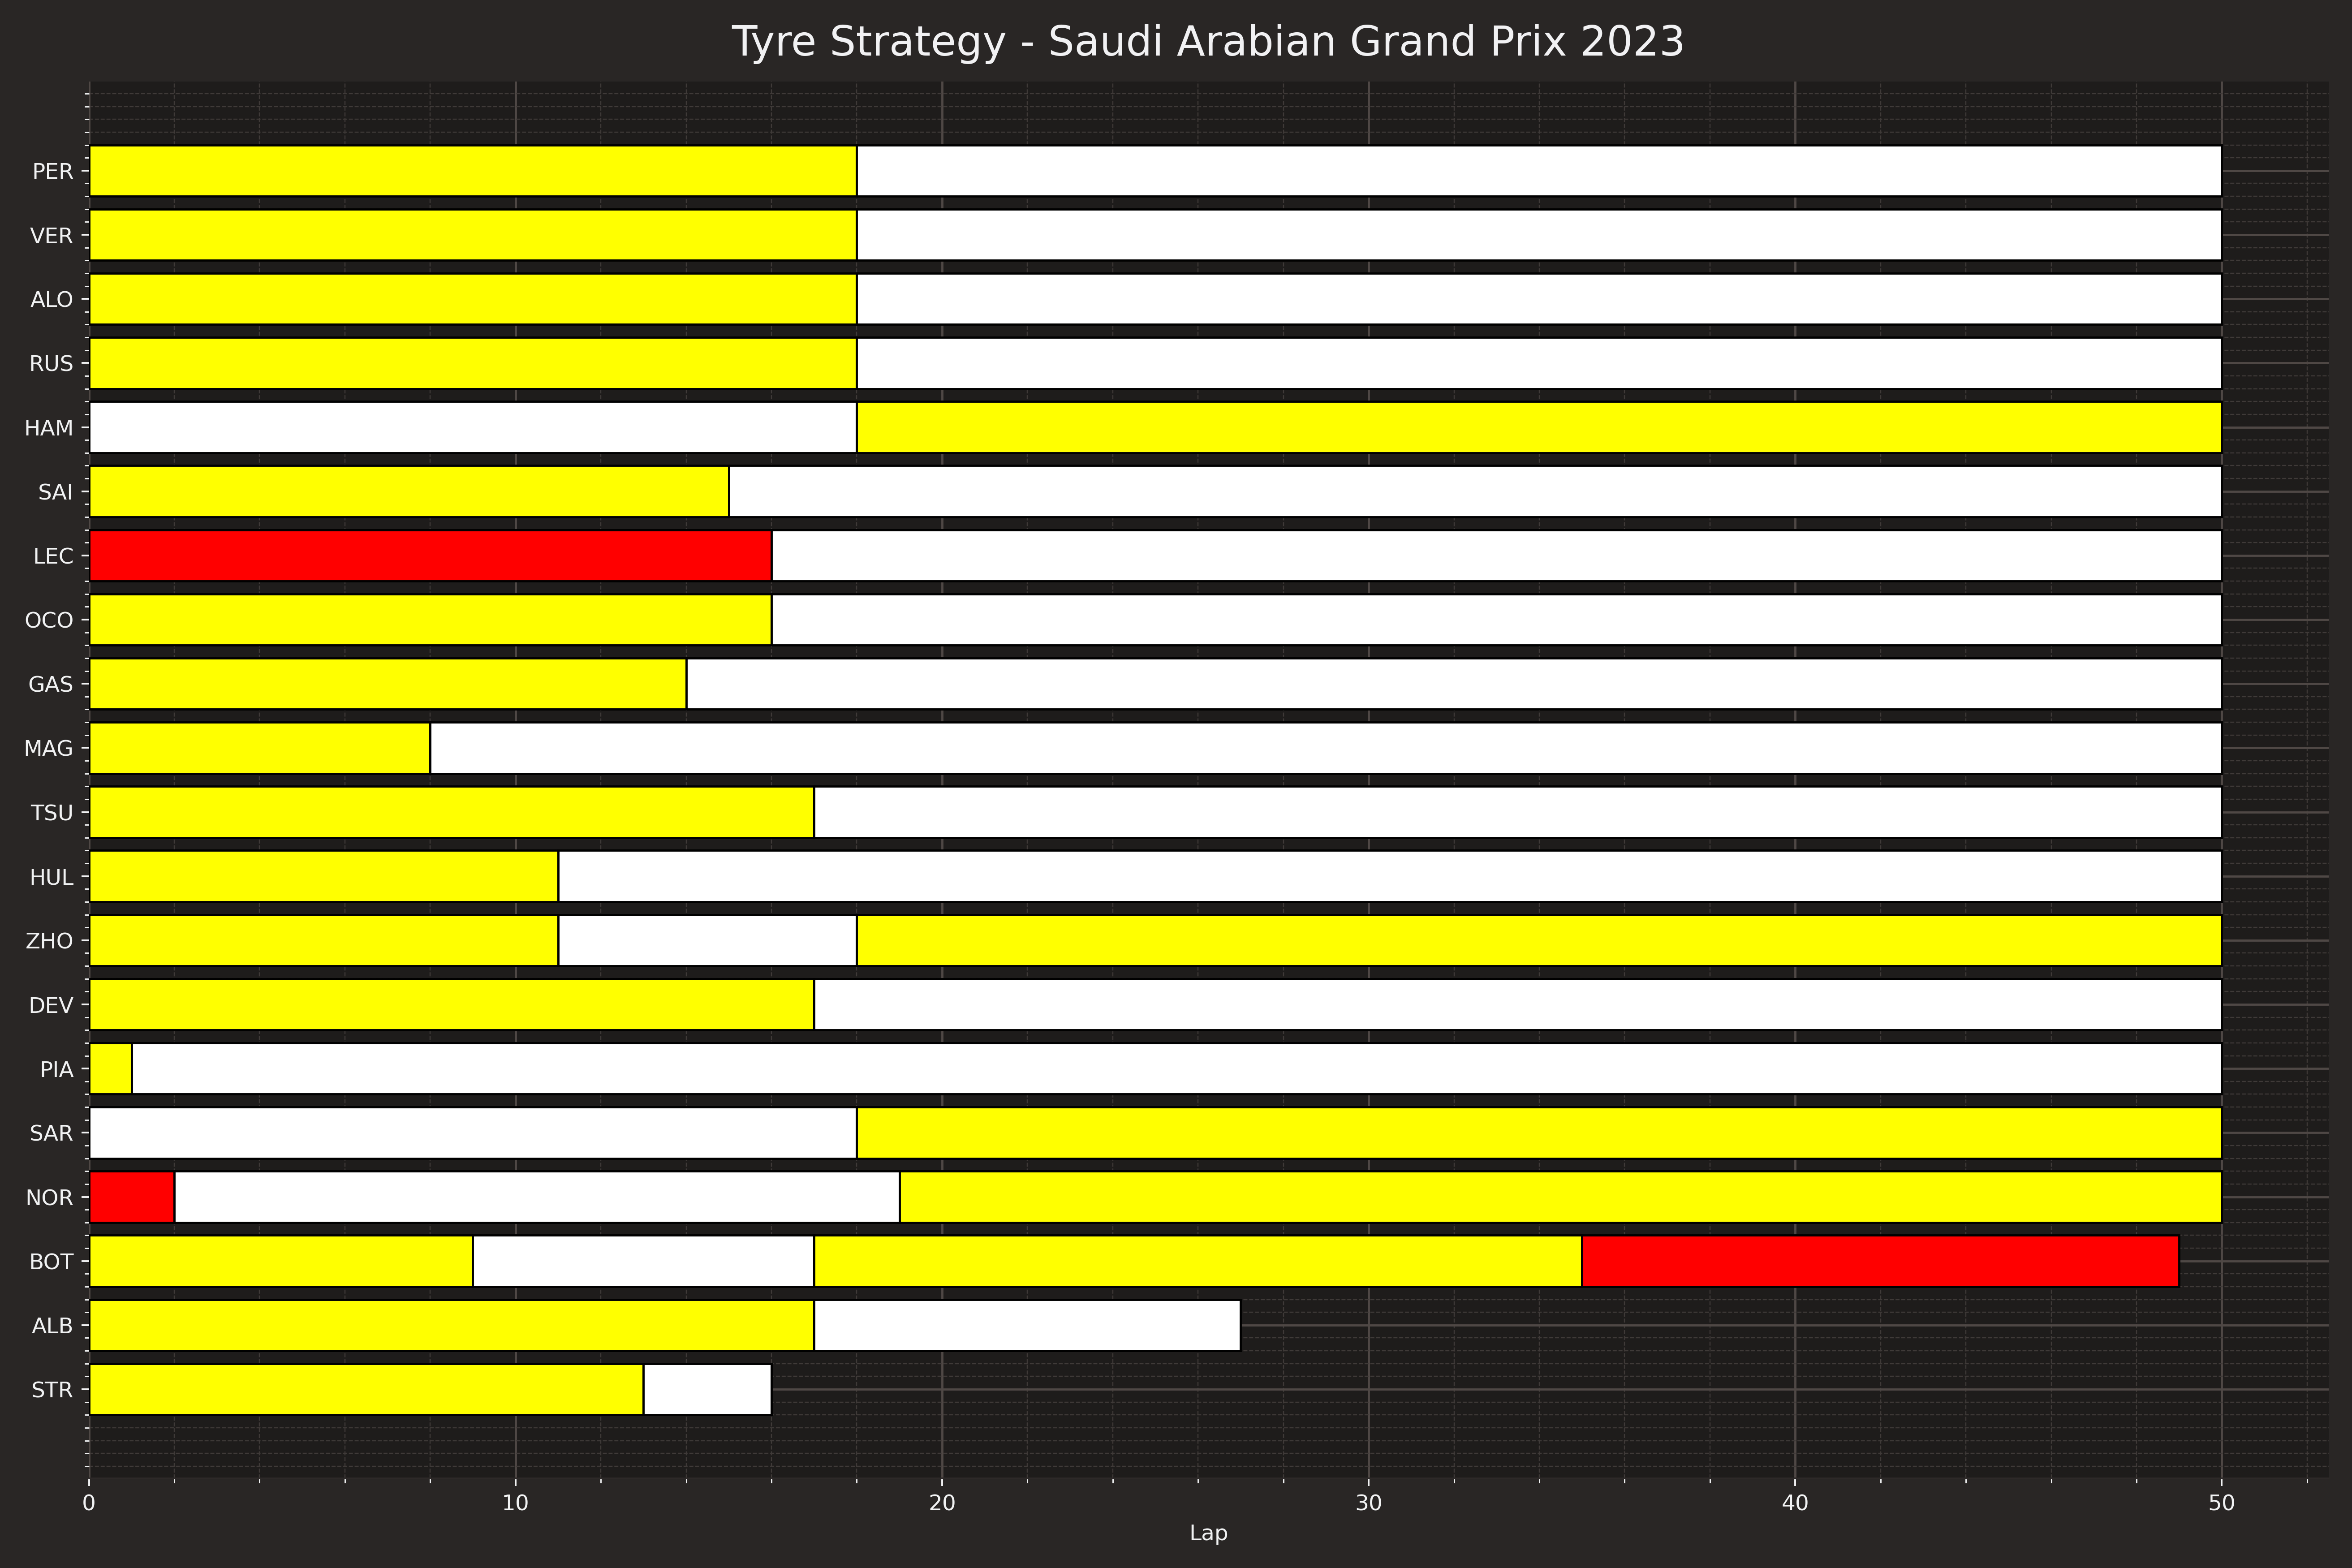 Tyre Strategy - Saudi Arabian Grand Prix 2023
PER
VER
ALO
RUS
HAM
SAI
LEC
OCO
GAS
MAG
TSU
HUL
ZHO
DEV
PIA
SAR
NOR
BOT
ALB
STR
0 10 20 30 40 50
Lap